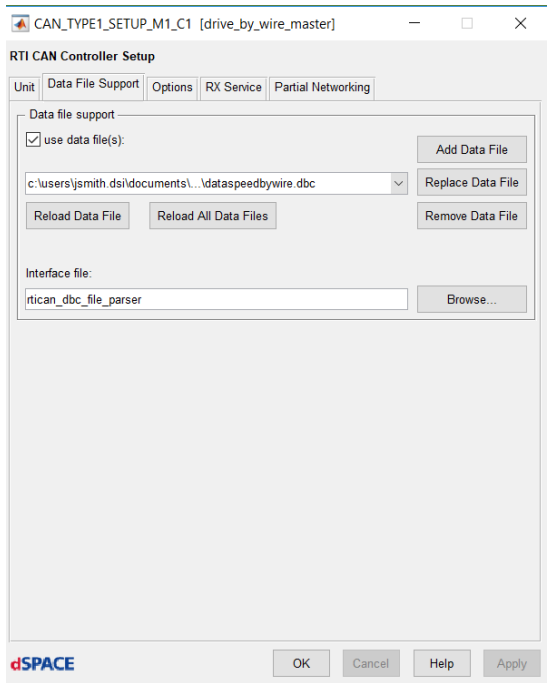 CAN_TYPE1_SETUP_M1_C1 [drive_by_wire_master]
RTI CAN Controller Setup
Unit Data File Support Options RX Service Partial Networking
Data file support
use data file(s):
Add Data File
c:\users\jsmith.dsi\documents\...\dataspeedbywire.dbc
Replace Data File
Reload Data File Reload All Data Files Remove Data File
Interface file:
rtican_dbc_file_parser Browse...
dSPACE OK Cancel Help Apply